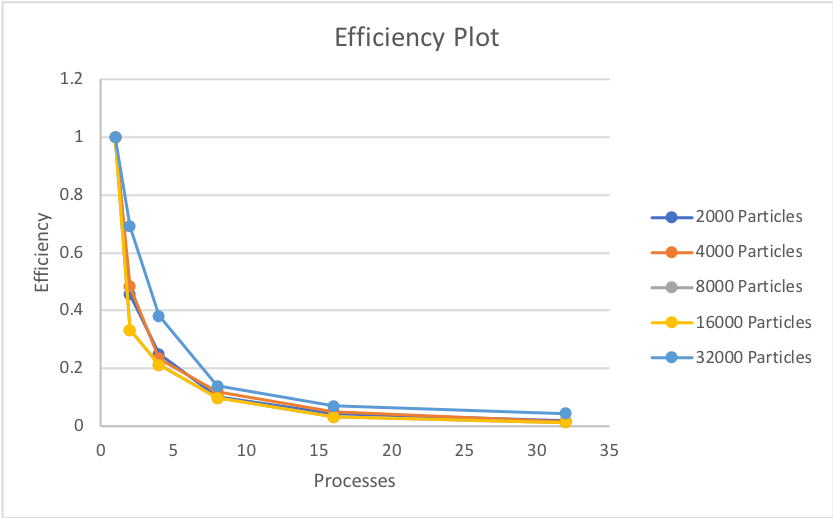 Efficiency Plot
1.2
1
0.8
0.6
0.4
0.2
0
Efficiency
0 5 10 15 20 25 30 35
Processes
2000 Particles
4000 Particles
8000 Particles
16000 Particles
32000 Particles